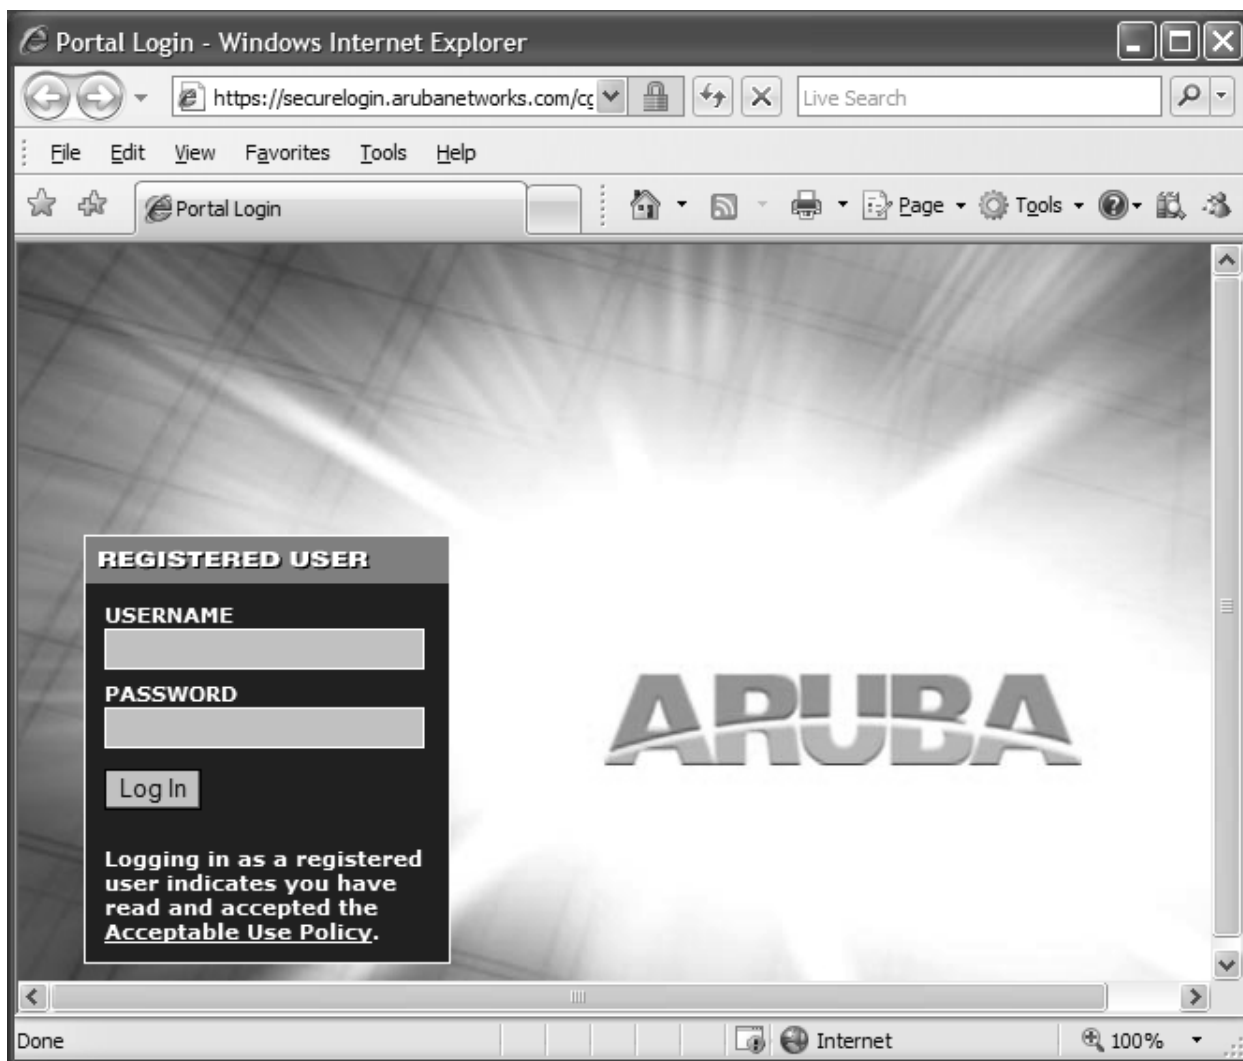 Portal Login - Windows Internet Explorer
https://securelogin.arubanetworks.com/cg
Live Search
File Edit View Favorites Tools Help
Portal Login
Page Tools
REGISTERED USER
USERNAME
PASSWORD
Log In
Logging in as a registered
user indicates you have
read and accepted the
Acceptable Use Policy.
ARUBA
Done
Internet
100%